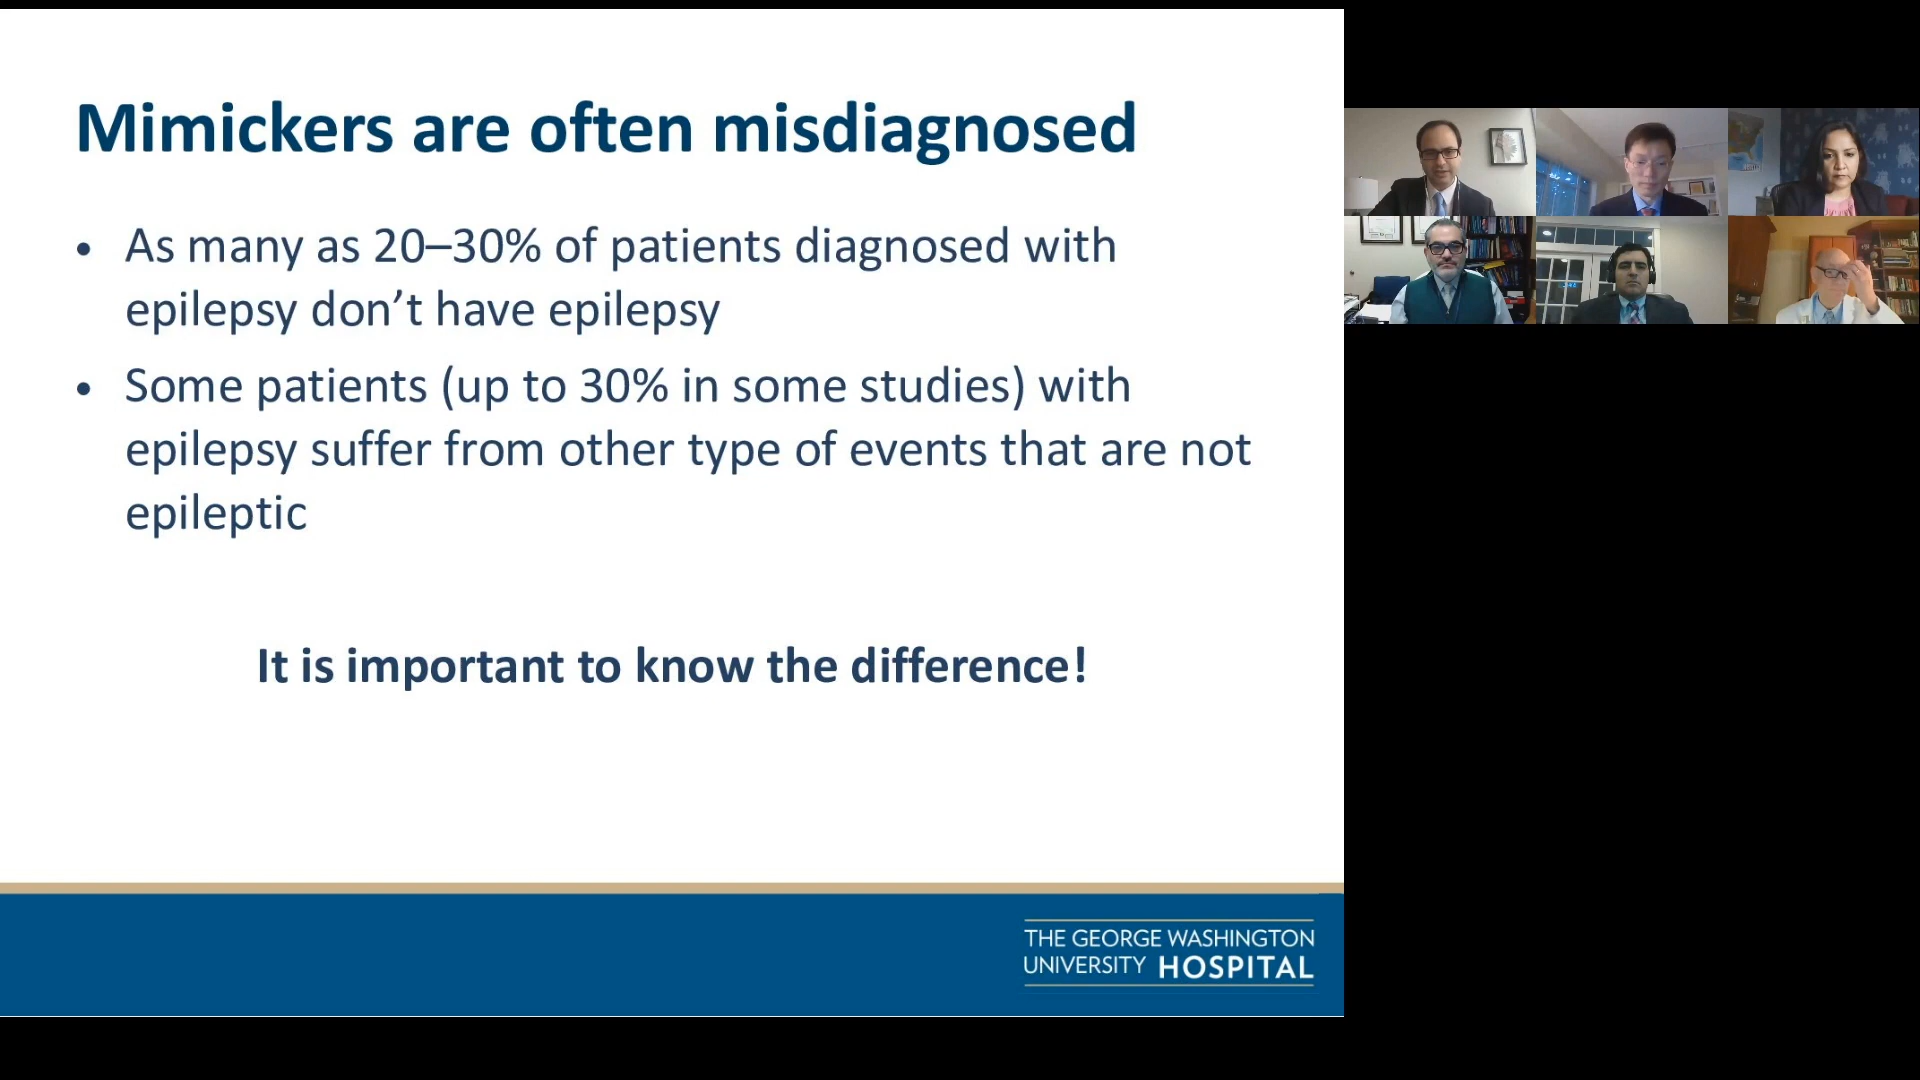 Mimickers are often misdiagnosed
• As many as 20–30% of patients diagnosed with
epilepsy don’t have epilepsy
• Some patients (up to 30% in some studies) with
epilepsy suffer from other type of events that are not
epileptic
It is important to know the difference!
THE GEORGE WASHINGTON
UNIVERSITY HOSPITAL